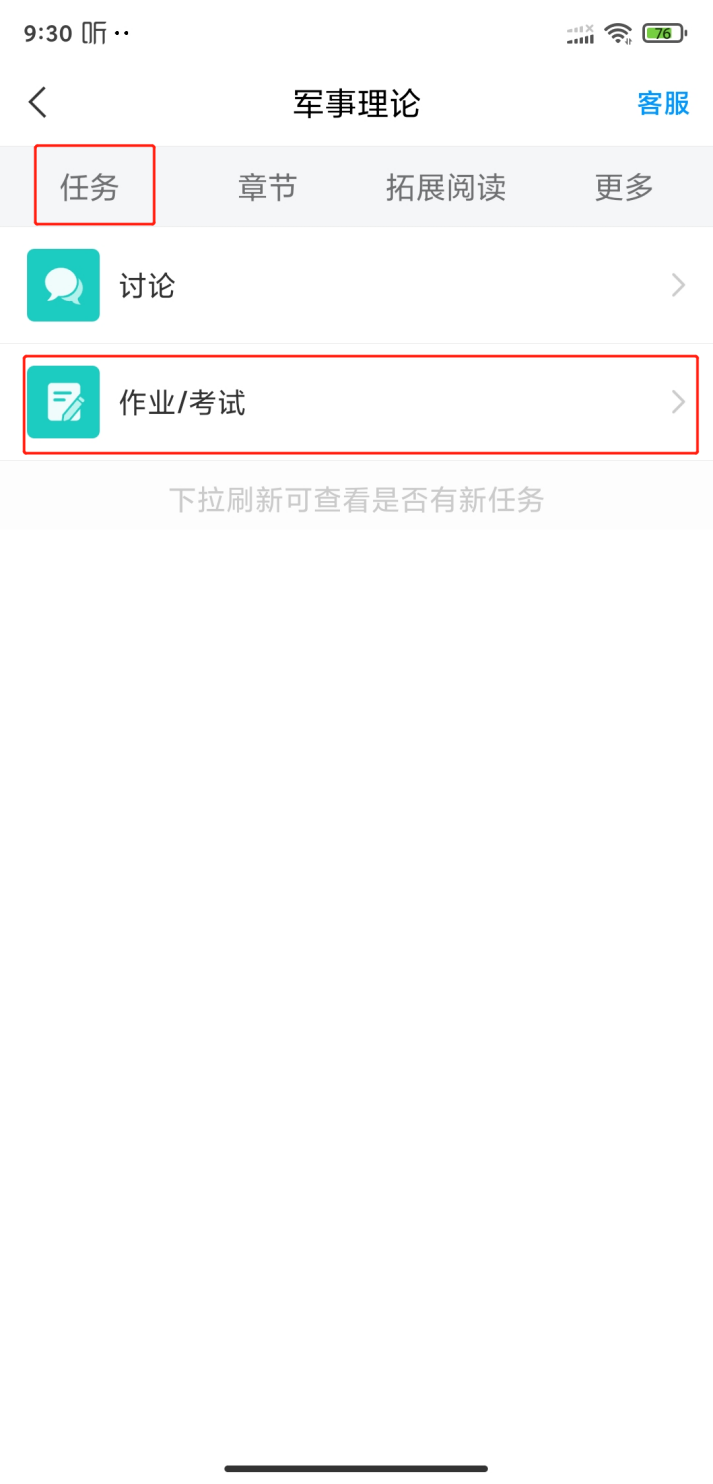 9:30 听 ··
76
军事理论
客服
任务 章节 拓展阅读 更多
讨论
作业/考试
下拉刷新可查看是否有新任务